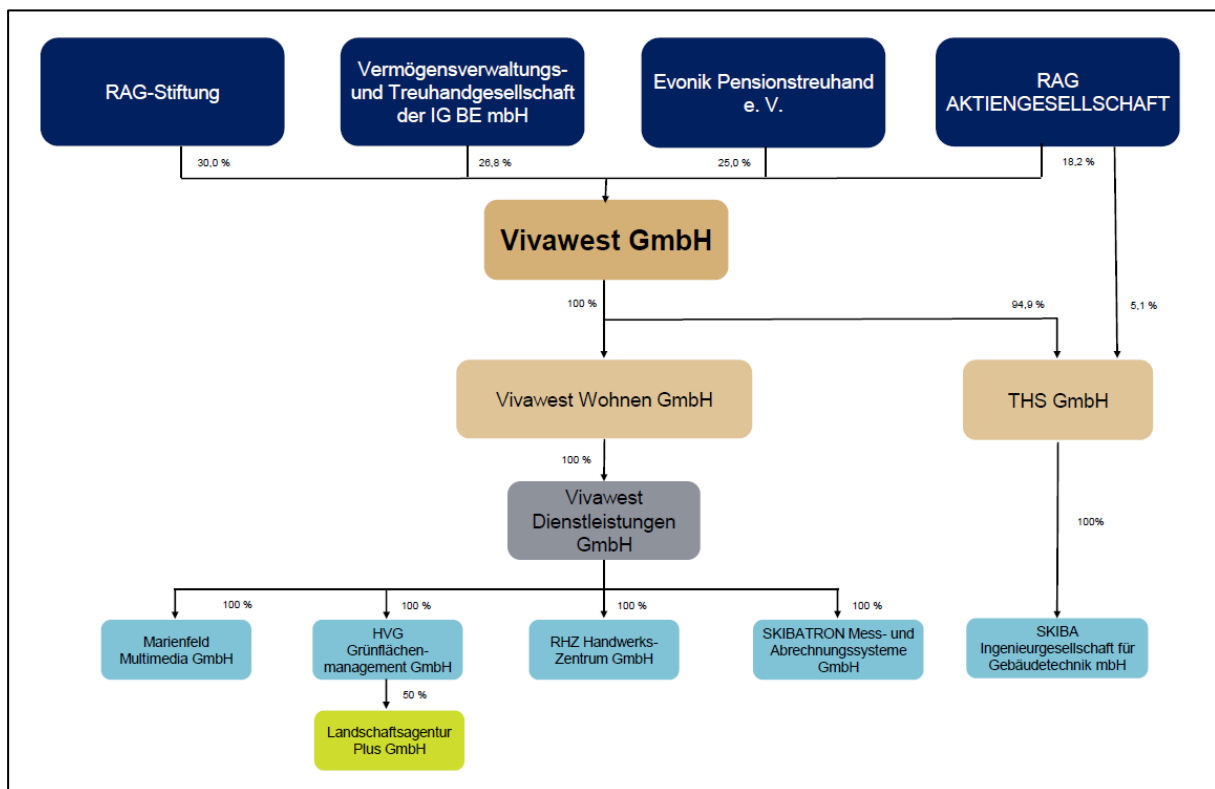 RAG-Stiftung
Vermögensverwaltungs-
und Treuhandgesellschaft
der IG BE mbH
Evonik Pensionstreuhand
e. V.
RAG
AKTIENGESELLSCHAFT
30,0 %
26,8 %
25,0 %
18,2 %
Vivawest GmbH
100 %
94,9 %
5,1 %
Vivawest Wohnen GmbH
THS GmbH
100 %
Vivawest
Dienstleistungen
GmbH
100%
100 %
100 %
100 %
100 %
Marienfeld
Multimedia GmbH
HVG
Grünflächen-
management GmbH
RHZ Handwerks-
Zentrum GmbH
SKIBATRON Mess- und
Abrechnungssysteme
GmbH
SKIBA
Ingenieurgesellschaft für
Gebäudetechnik mbH
50 %
Landschaftsagentur
Plus GmbH